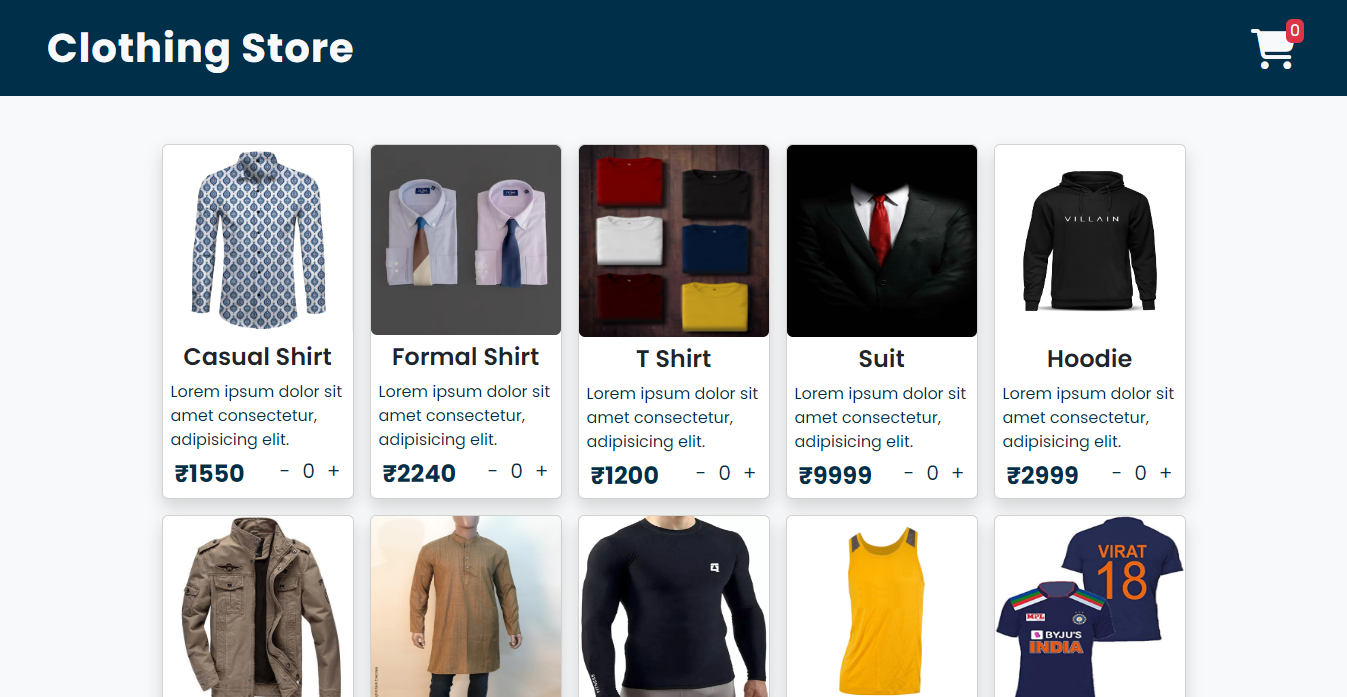 Clothing Store
0
VILLAIN
Casual Shirt
Formal Shirt
T Shirt
Suit
Hoodie
Lorem ipsum dolor sit
amet consectetur,
adipisicing elit.
Lorem ipsum dolor sit
amet consectetur,
adipisicing elit.
Lorem ipsum dolor sit
amet consectetur,
adipisicing elit.
Lorem ipsum dolor sit
amet consectetur,
adipisicing elit.
Lorem ipsum dolor sit
amet consectetur,
adipisicing elit.
₹1550 - 0 +
₹2240 - 0 +
₹1200 - 0 +
₹9999 - 0 +
₹2999 - 0 +
VIRAT
18
MPL
BYJU'S
INDIA